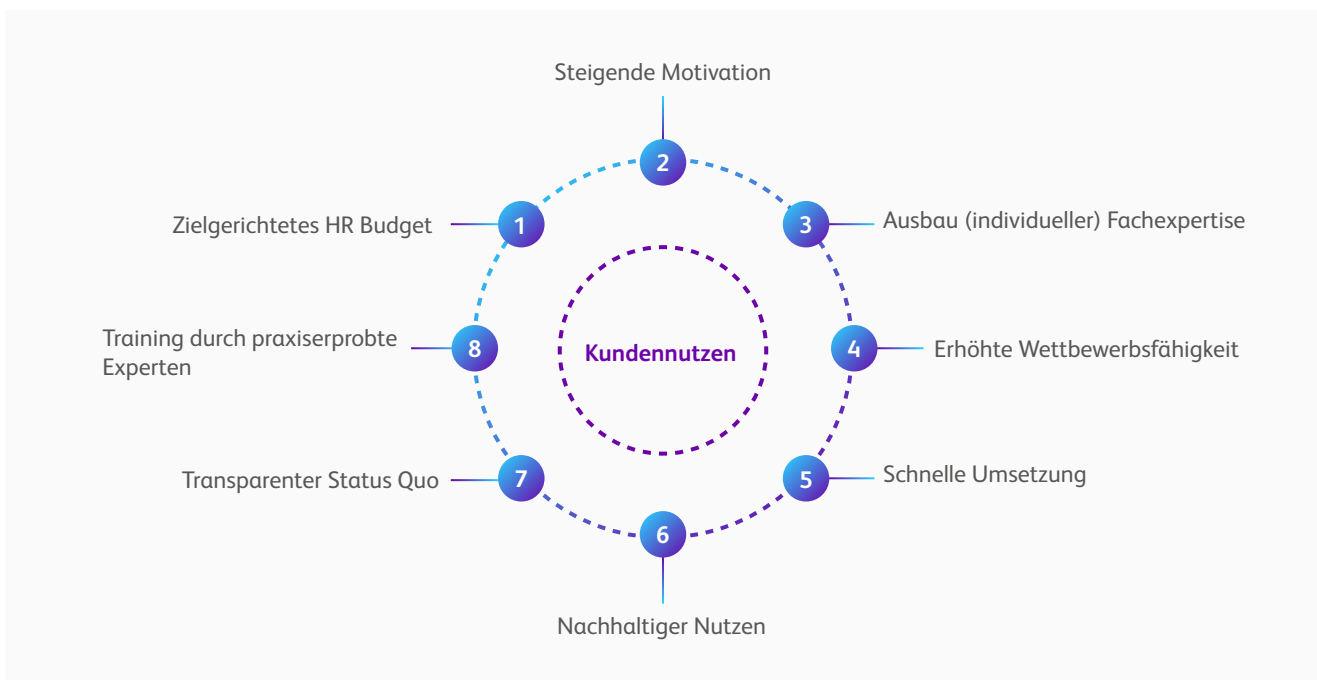 Steigende Motivation
2
Zielgerichtetes HR Budget
1
3
Ausbau (individueller) Fachexpertise
Training durch praxiserprobte
Experten
8
Kundennutzen
4
Erhöhte Wettbewerbsfähigkeit
Transparenter Status Quo
7
5
Schnelle Umsetzung
6
Nachhaltiger Nutzen